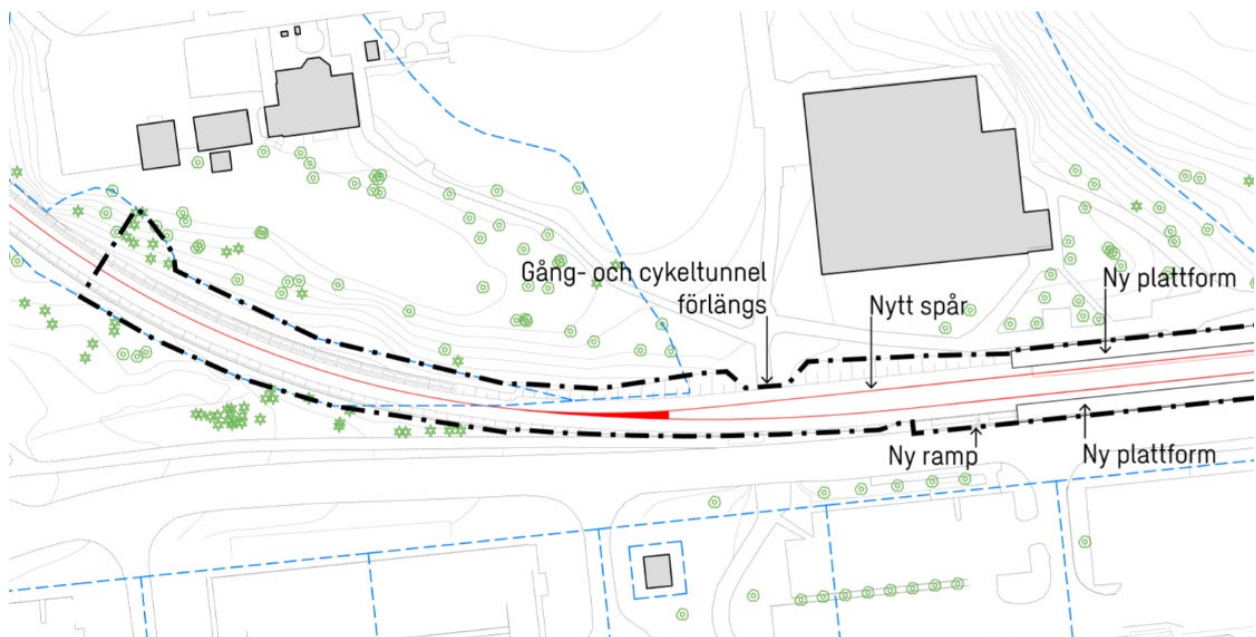 Gång- och cykeltunnel
förlängs
Nytt spår
Ny plattform
Ny ramp
Ny plattform